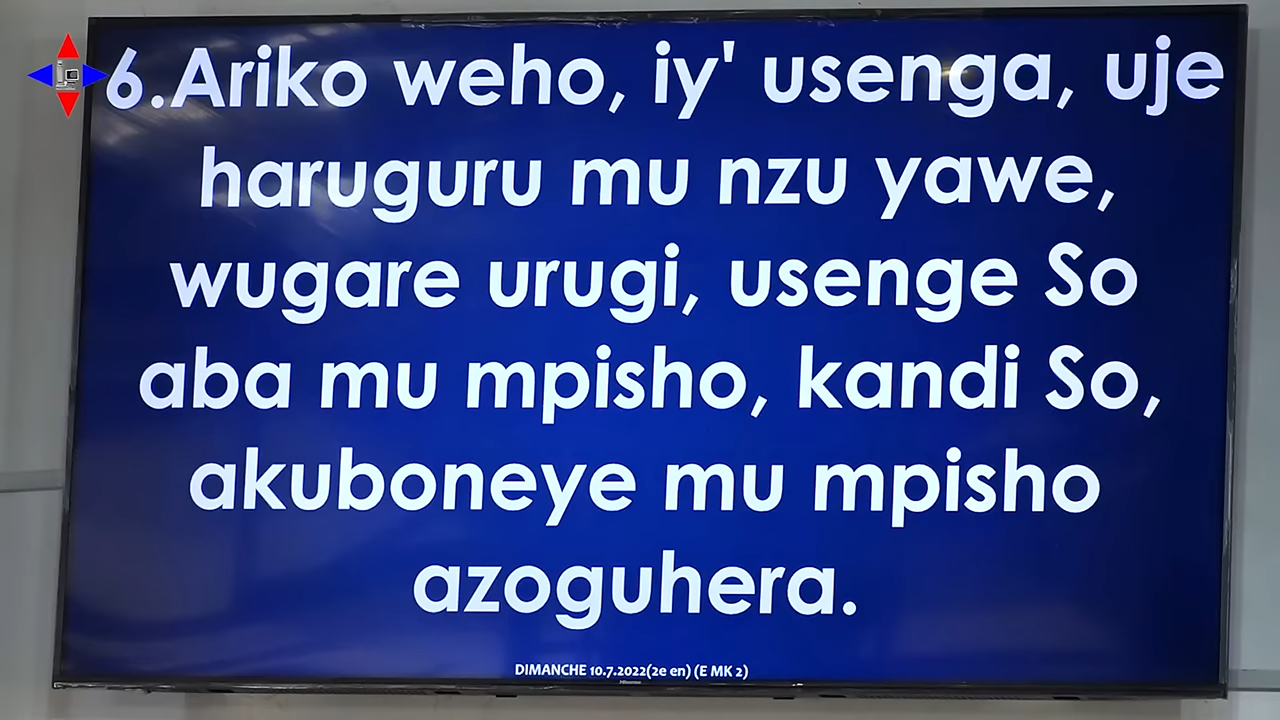 6.Ariko weho, iy' usenga, uje
haruguru mu nzu yawe,
wugare urugi, usenge So
aba mu mpisho, kandi So,
akuboneye mu mpisho
azoguhera.
DIMANCHE 10.7.2022(2e en) (E MK 2)
Hisense